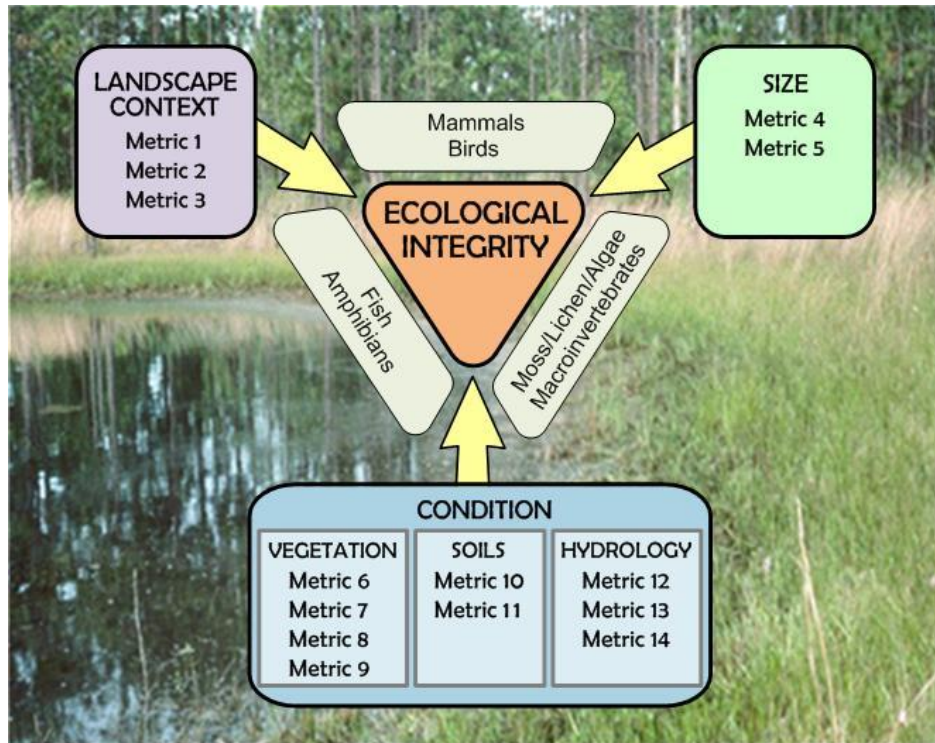 LANDSCAPE
CONTEXT
Metric 1
Metric 2
Metric 3
Mammals
Birds
SIZE
Metric 4
Metric 5
ECOLOGICAL
INTEGRITY
Fish
Amphibians
Moss/Lichen/Algae
Macroinvertebrates
CONDITION
VEGETATION
Metric 6
Metric 7
Metric 8
Metric 9
SOILS
Metric 10
Metric 11
HYDROLOGY
Metric 12
Metric 13
Metric 14